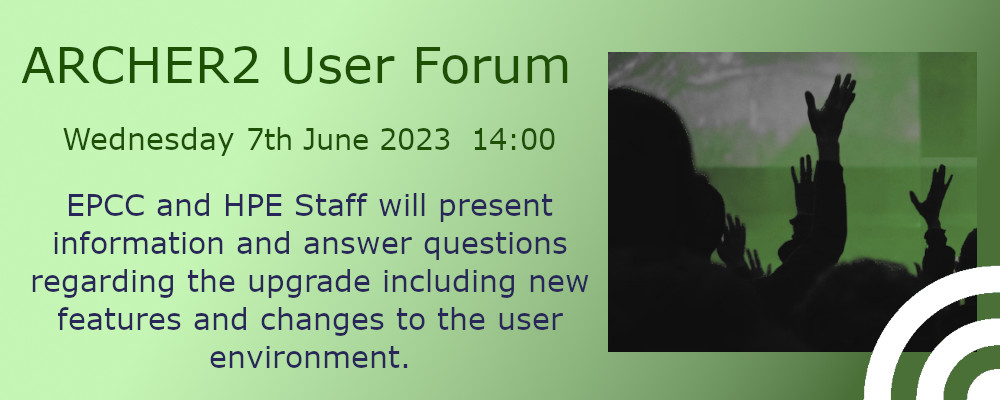 ARCHER2 User Forum
Wednesday 7th June 2023  14:00
EPCC and HPE Staff will present
information and answer questions
regarding the upgrade including new
features and changes to the user
environment.